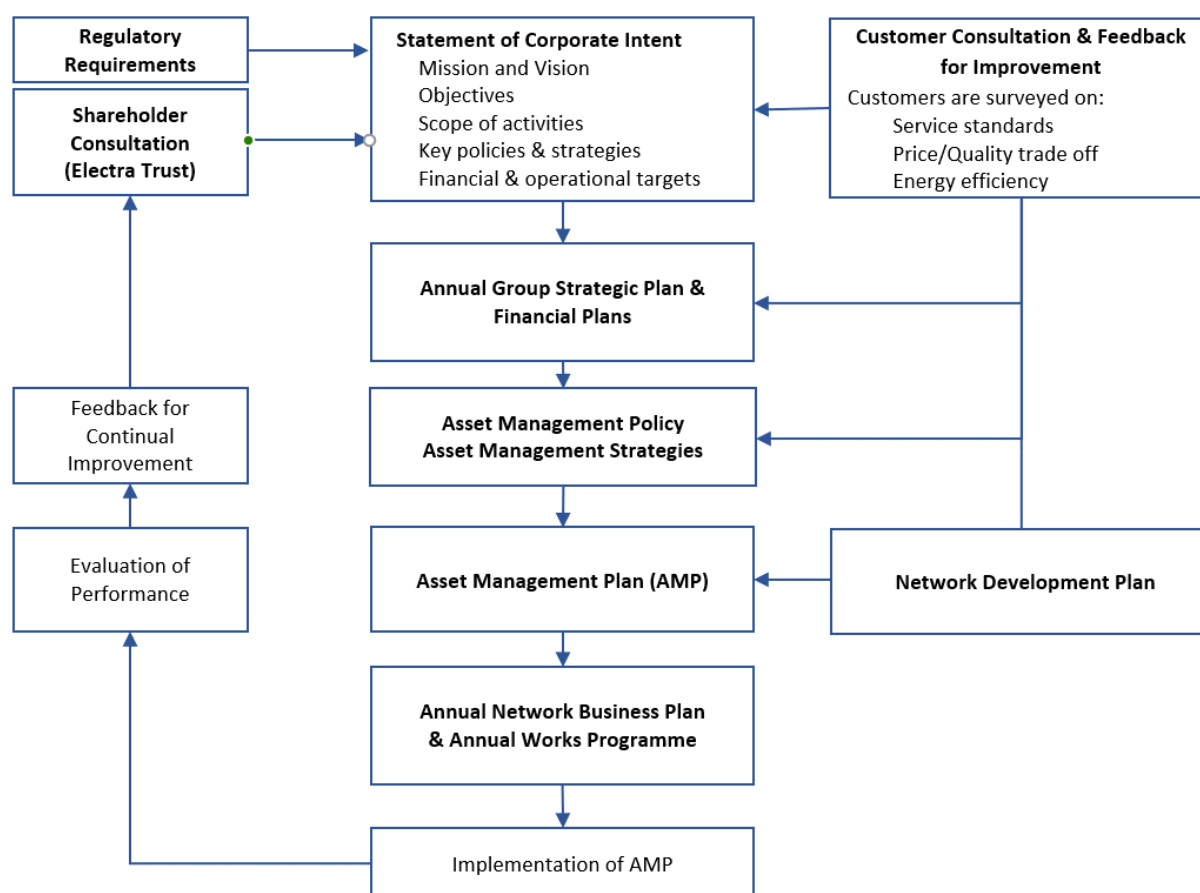 Regulatory
Requirements
Shareholder
Consultation
(Electra Trust)
Statement of Corporate Intent
Mission and Vision
Objectives
Scope of activities
Key policies & strategies
Financial & operational targets
Customer Consultation & Feedback
for Improvement
Customers are surveyed on:
Service standards
Price/Quality trade off
Energy efficiency
Annual Group Strategic Plan &
Financial Plans
Asset Management Policy
Asset Management Strategies
Feedback for
Continual
Improvement
Evaluation of
Performance
Asset Management Plan (AMP)
Network Development Plan
Annual Network Business Plan
& Annual Works Programme
Implementation of AMP